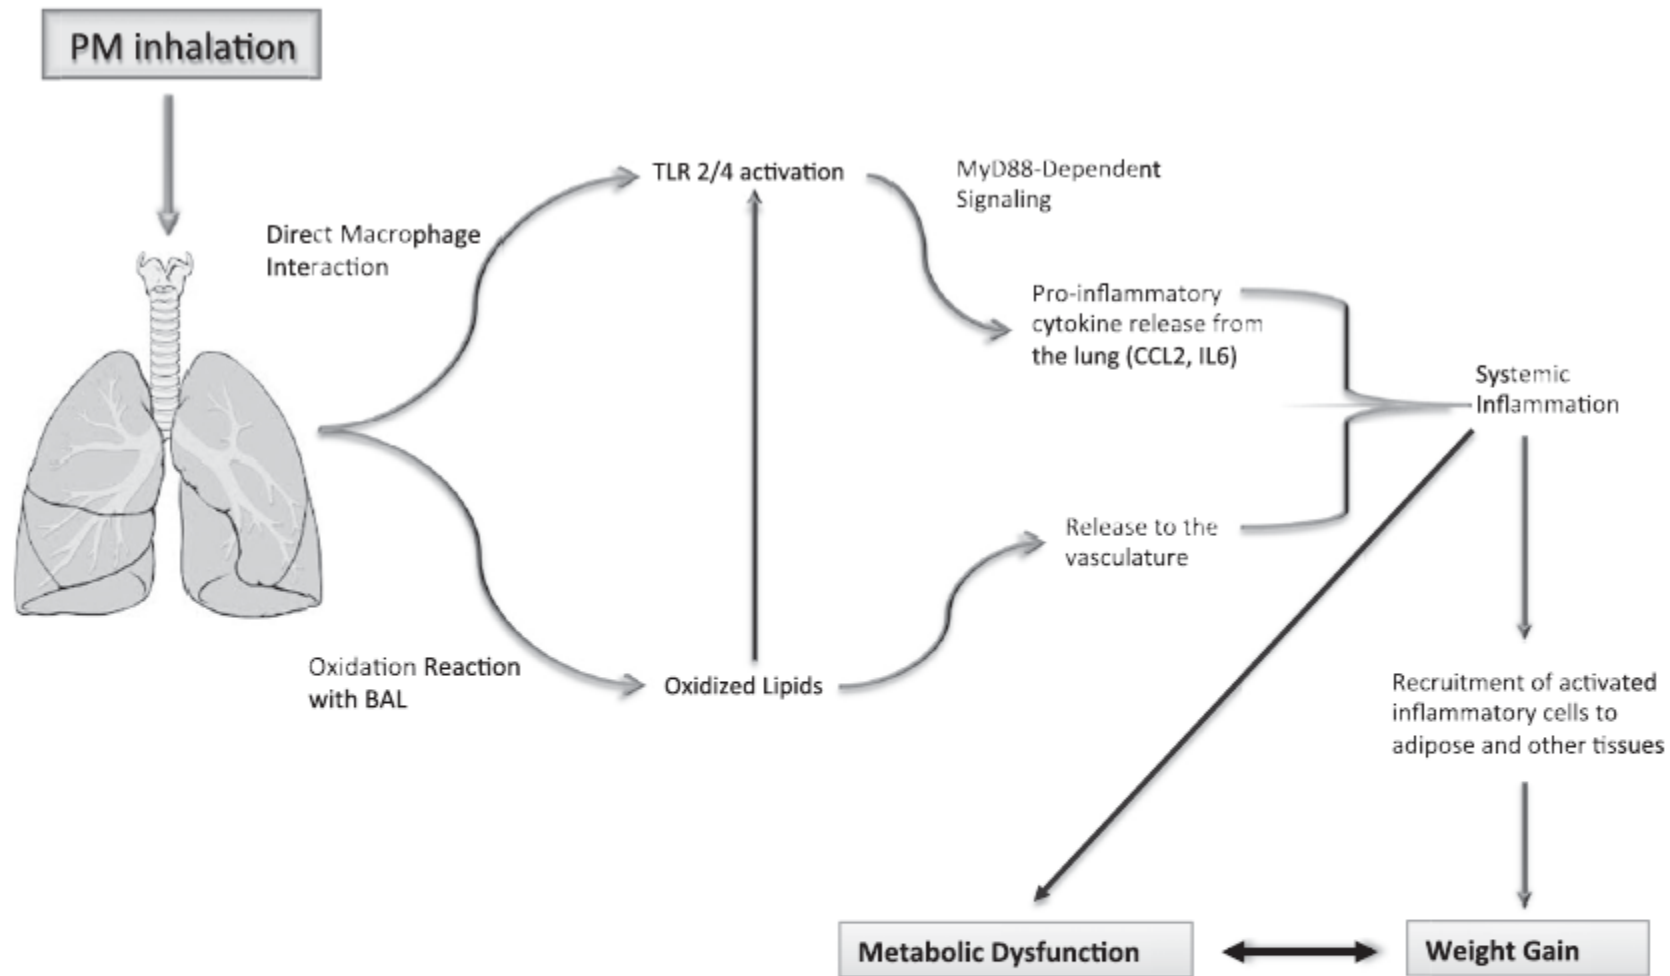 PM inhalation
TLR 2/4 activation
MyD88-Dependent
Signaling
Direct Macrophage
Interaction
Pro-inflammatory
cytokine release from
the lung (CCL2, IL6)
Systemic
Inflammation
Release to the
vasculature
Oxidation Reaction
with BAL
Oxidized Lipids
Recruitment of activated
inflammatory cells to
adipose and other tissues
Metabolic Dysfunction
Weight Gain